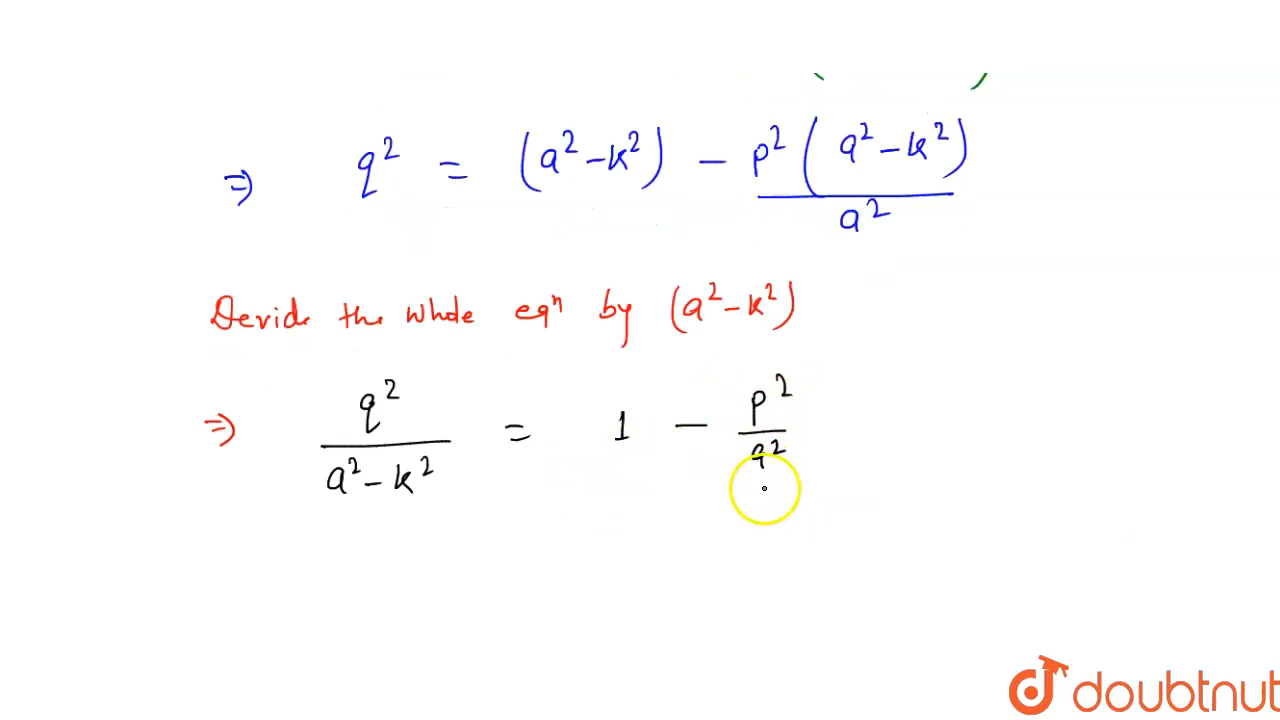 ⇒ q² = (a² - k²) - p² (a² - k²) / a²
Devide the whole eqⁿ by (a² - k²)
⇒ q² / a² - k² = 1 - p² / a²
doubtnut